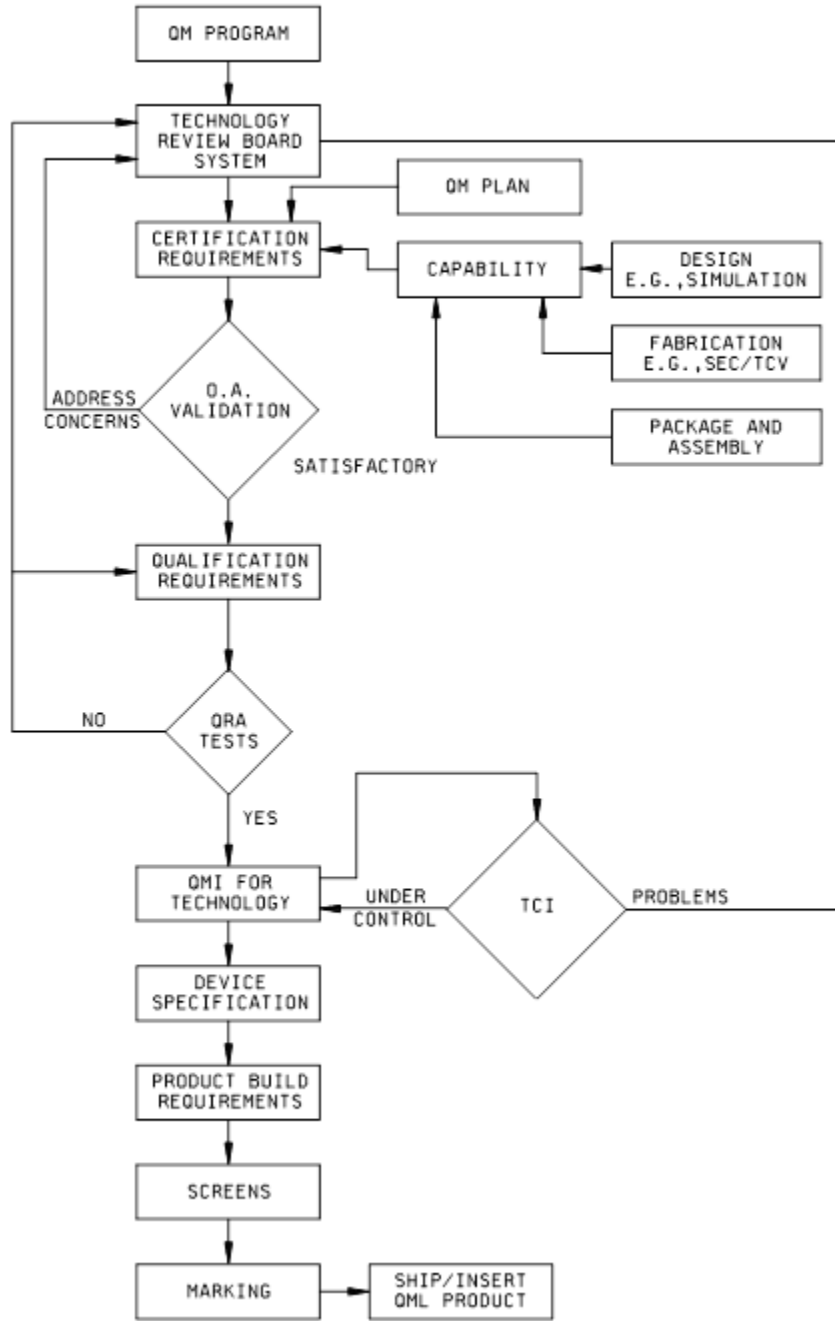 QM PROGRAM
TECHNOLOGY
REVIEW BOARD
SYSTEM
QM PLAN
CERTIFICATION
REQUIREMENTS
CAPABILITY
DESIGN
E.G.,SIMULATION
FABRICATION
E.G.,SEC/TCV
PACKAGE AND
ASSEMBLY
ADDRESS
CONCERNS
Q.A.
VALIDATION
SATISFACTORY
QUALIFICATION
REQUIREMENTS
NO
QRA
TESTS
YES
QMI FOR
TECHNOLOGY
UNDER
CONTROL
TCI
PROBLEMS
DEVICE
SPECIFICATION
PRODUCT BUILD
REQUIREMENTS
SCREENS
MARKING
SHIP/INSERT
QML PRODUCT